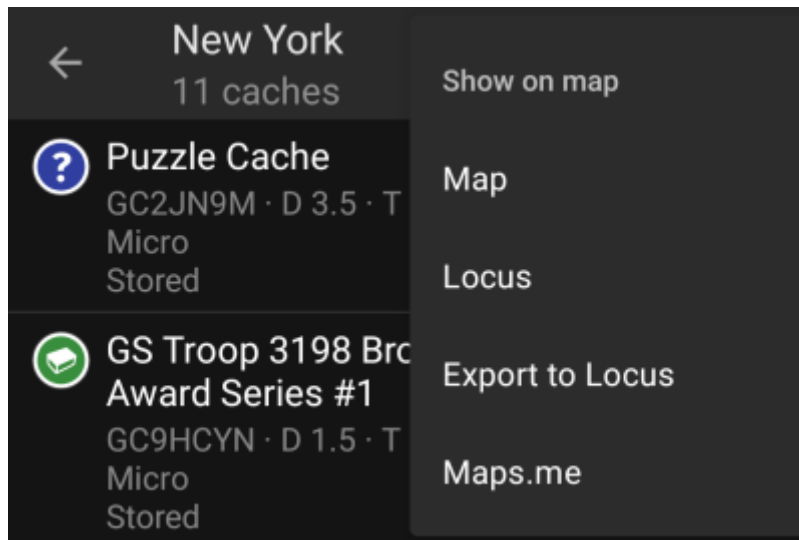 New York
11 caches
?
Puzzle Cache
GC2JN9M · D 3.5 · T
Micro
Stored
GS Troop 3198 Bro
Award Series #1
GC9HCYN · D 1.5 · T
Micro
Stored
Show on map
Map
Locus
Export to Locus
Maps.me